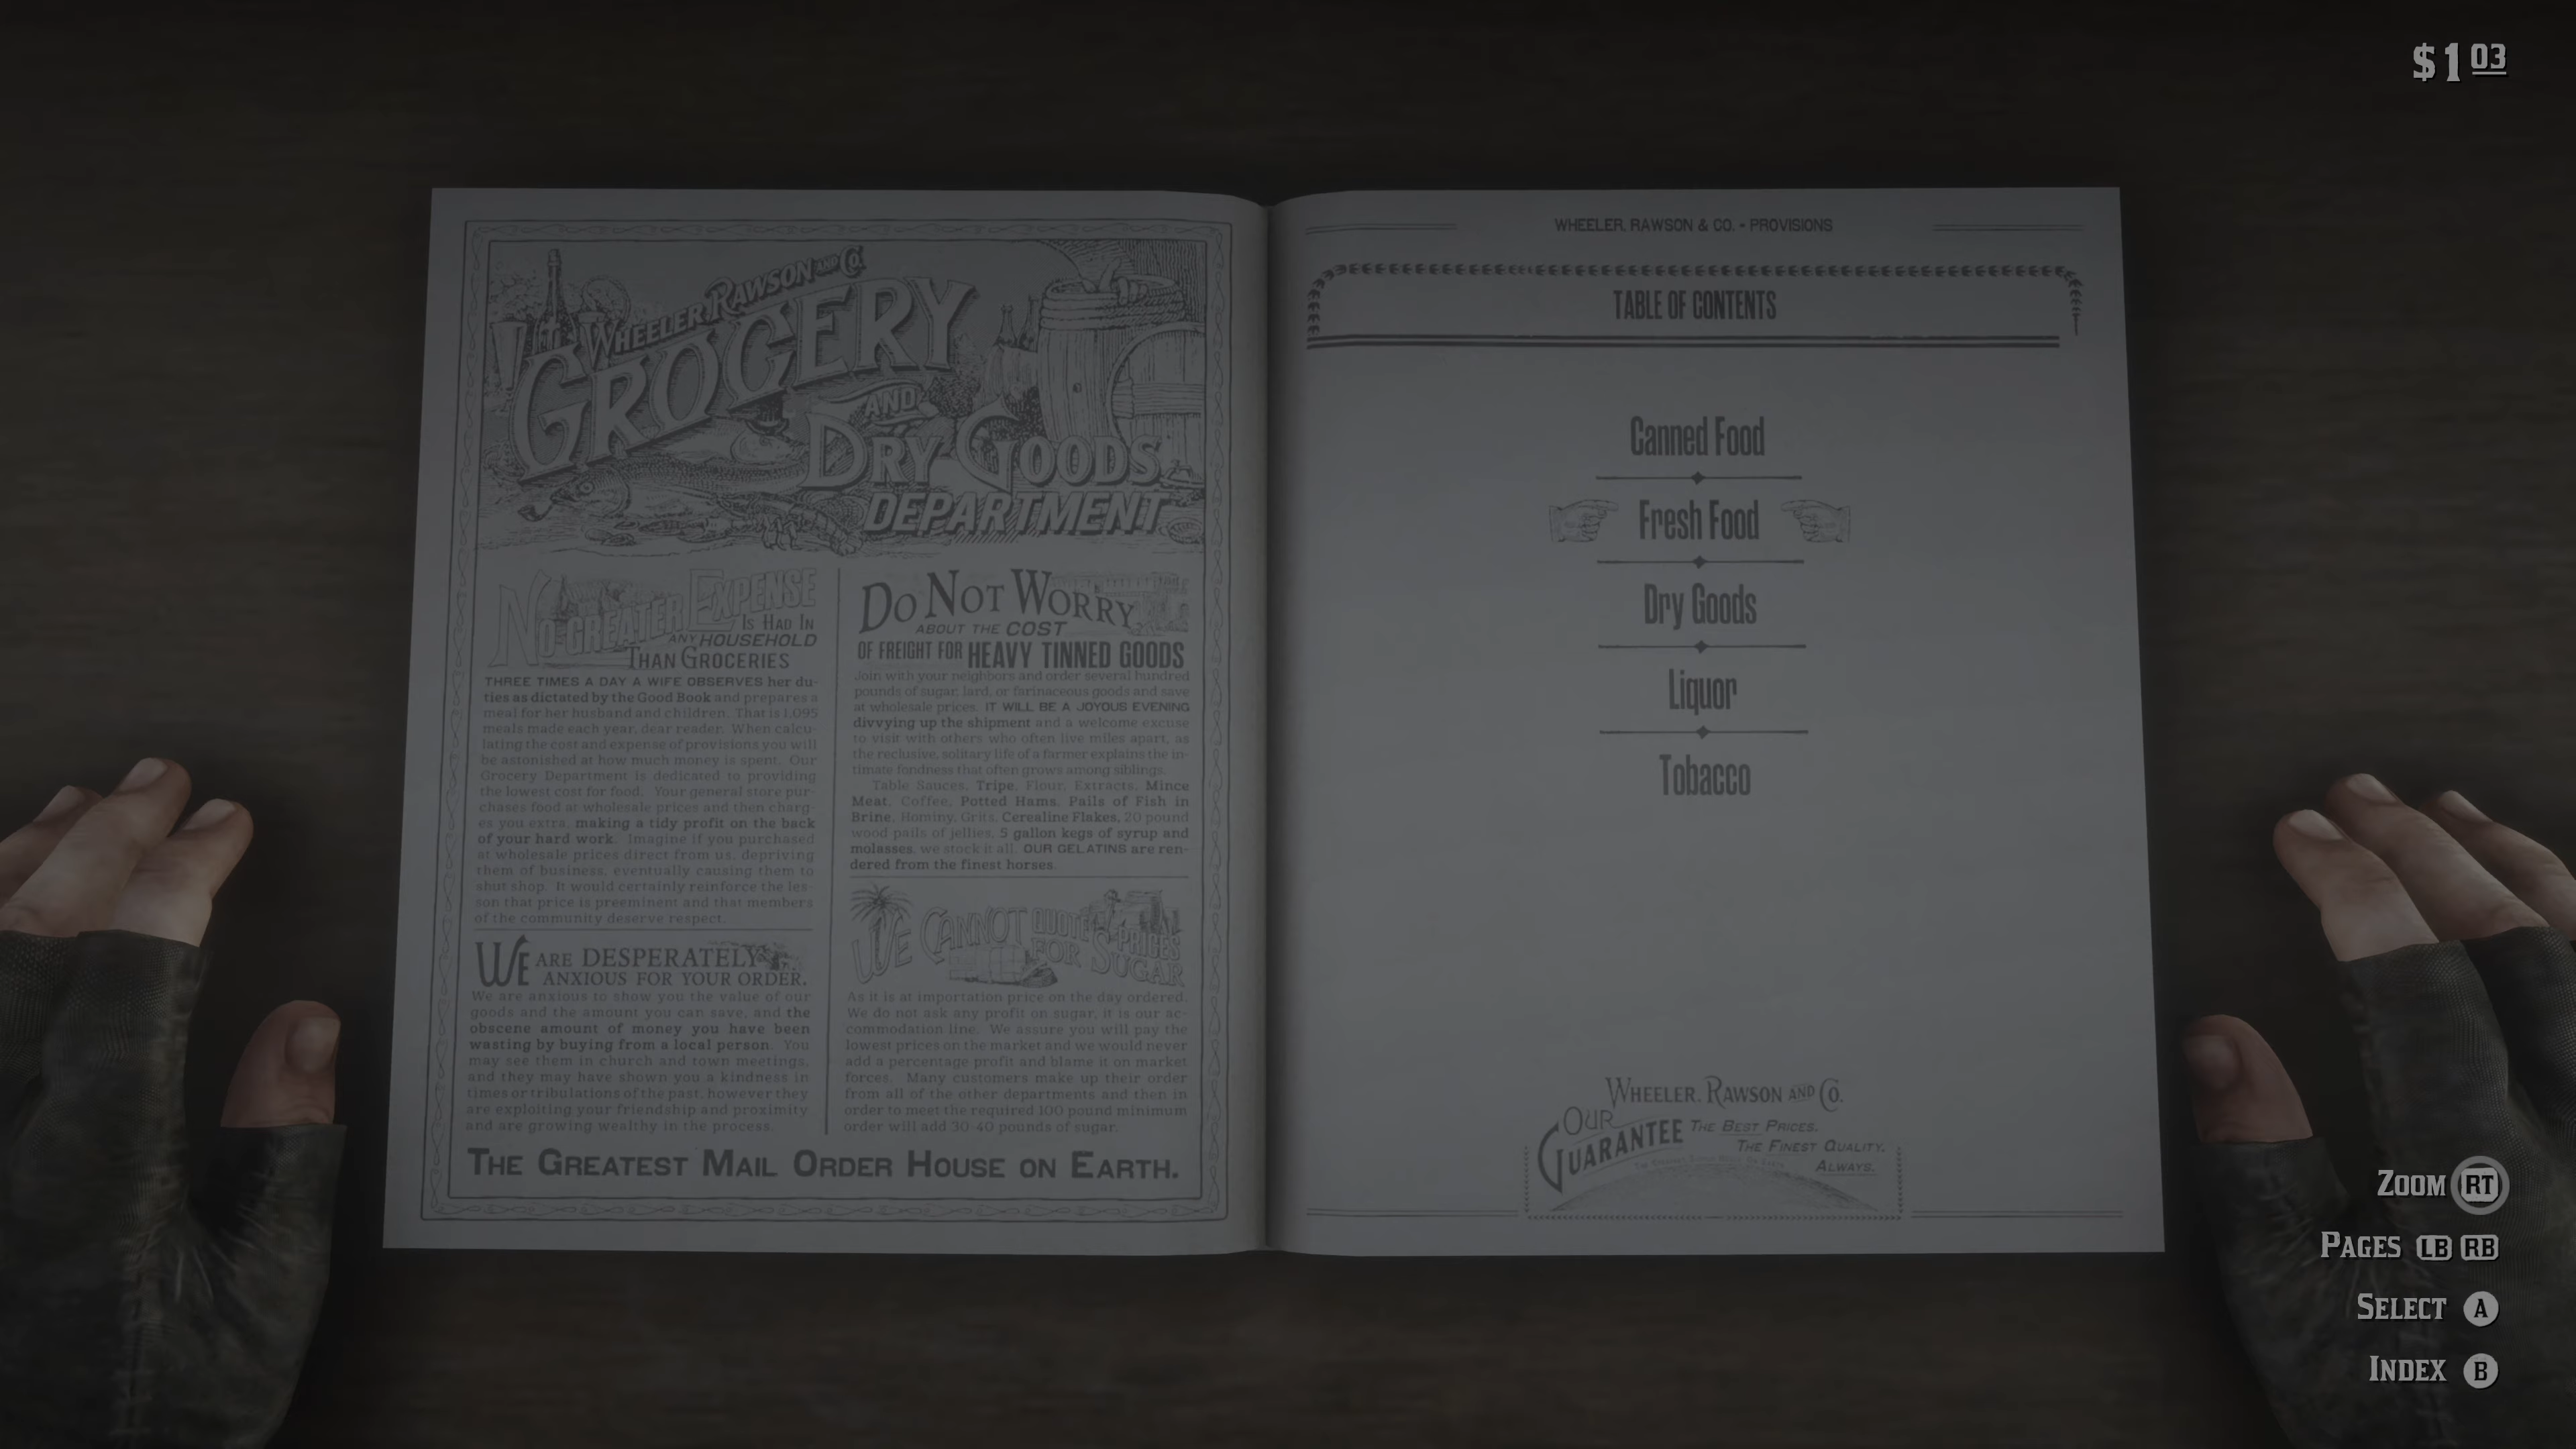 $1 03
WHEELER, RAWSON AND CO.
GROCERY
AND
DRY GOODS
DEPARTMENT
NO GREATER EXPENSE
IS HAD IN
ANY HOUSEHOLD
THAN GROCERIES
THREE TIMES A DAY A WIFE OBSERVES her du-
ties as dictated by the Good Book and prepares a
meal for her husband and children. That is 1,095
meals made each year, dear reader. When calcu-
lating the cost and expense of provisions you will
be astonished at how much money is spent. Our
Grocery Department is dedicated to providing
the lowest cost for food. Your general store pur-
chases food at wholesale prices and then charg-
es you extra, making a tidy profit on the back
of your hard work. Imagine if you purchased
at wholesale prices direct from us, depriving
them of business, eventually causing them to
shut shop. It would certainly reinforce the les-
son that price is preeminent and that members
of the community deserve respect.
WE ARE DESPERATELY
ANXIOUS FOR YOUR ORDER.
We are anxious to show you the value of our
goods and the amount you can save, and the
obscene amount of money you have been
wasting by buying from a local person. You
may see them in church and town meetings,
and they may have shown you a kindness in
times or tribulations of the past, however they
are exploiting your friendship and proximity
and are growing wealthy in the process.
DO NOT WORRY
ABOUT THE COST
OF FREIGHT FOR HEAVY TINNED GOODS
Join with your neighbors and order several hundred
pounds of sugar, lard, or farinaceous goods and save
at wholesale prices. IT WILL BE A JOYOUS EVENING
divvying up the shipment and a welcome excuse
to visit with others who often live miles apart, as
the reclusive, solitary life of a farmer explains the in-
timate fondness that often grows among siblings.
Table Sauces, Tripe, Flour, Extracts, Mince
Meat, Coffee, Potted Hams, Pails of Fish in
Brine, Hominy, Grits, Cerealine Flakes, 20 pound
wood pails of jellies, 5 gallon kegs of syrup and
molasses, we stock it all. OUR GELATINS are ren-
dered from the finest horses.
WE CANNOT QUOTE
FOR S-PRICES
SUGAR
As it is at importation price on the day ordered.
We do not ask any profit on sugar, it is our ac-
commodation line. We assure you will pay the
lowest prices on the market and we would never
add a percentage profit and blame it on market
forces. Many customers make up their order
from all of the other departments and then in
order to meet the required 100 pound minimum
order will add 30-40 pounds of sugar.
THE GREATEST MAIL ORDER HOUSE ON EARTH.
WHEELER, RAWSON & CO. - PROVISIONS
TABLE OF CONTENTS
Canned Food
Fresh Food
Dry Goods
Liquor
Tobacco
WHEELER, RAWSON AND CO.
OUR
GUARANTEE THE BEST PRICES.
THE FINEST QUALITY.
ALWAYS.
ZOOM RT
PAGES LB RB
SELECT A
INDEX B